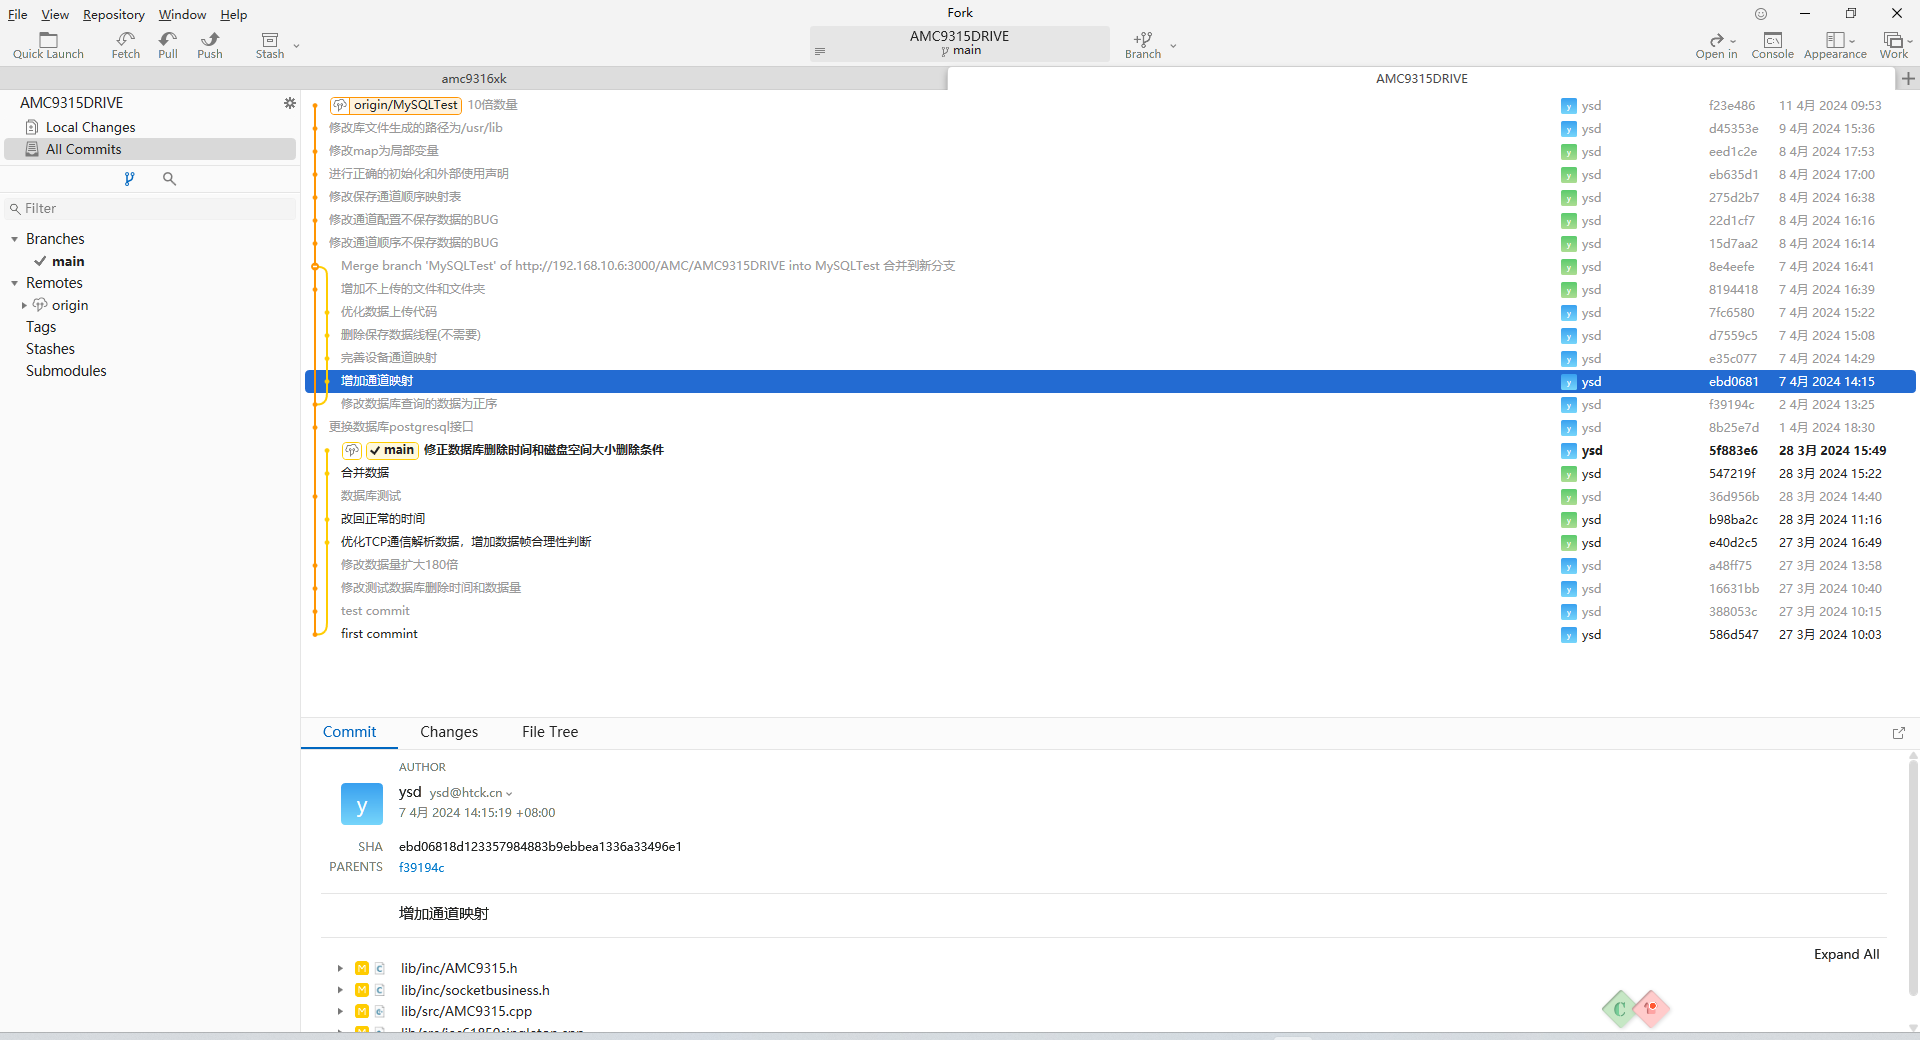 File View Repository Window Help
Fork
Quick Launch Fetch Pull Push Stash
AMC9315DRIVE
main
Branch
Open in Console Appearance Work
amc9316xk
AMC9315DRIVE
AMC9315DRIVE
Local Changes
All Commits
Filter
Branches
main
Remotes
origin
Tags
Stashes
Submodules
origin/MySQLTest 10倍数量 ysd f23e486 11 4月 2024 09:53
修改库文件生成的路径为/usr/lib ysd d45353e 9 4月 2024 15:36
修改map为局部变量 ysd eed1c2e 8 4月 2024 17:53
进行正确的初始化和外部使用声明 ysd eb635d1 8 4月 2024 17:00
修改保存通道顺序映射表 ysd 275d2b7 8 4月 2024 16:38
修改通道配置不保存数据的BUG ysd 22d1cf7 8 4月 2024 16:16
修改通道顺序不保存数据的BUG ysd 15d7aa2 8 4月 2024 16:14
Merge branch 'MySQLTest' of http://192.168.10.6:3000/AMC/AMC9315DRIVE into MySQLTest 合并到新分支 ysd 8e4eefe 7 4月 2024 16:41
增加不上传的文件和文件夹 ysd 8194418 7 4月 2024 16:39
优化数据上传代码 ysd 7fc6580 7 4月 2024 15:22
删除保存数据线程(不需要) ysd d7559c5 7 4月 2024 15:08
完善设备通道映射 ysd e35c077 7 4月 2024 14:29
增加通道映射 ysd ebd0681 7 4月 2024 14:15
修改数据库查询的数据为正序 ysd f39194c 2 4月 2024 13:25
更换数据库postgresql接口 ysd 8b25e7d 1 4月 2024 18:30
main 修正数据库删除时间和磁盘空间大小删除条件 ysd 5f883e6 28 3月 2024 15:49
合并数据 ysd 547219f 28 3月 2024 15:22
数据库测试 ysd 36d956b 28 3月 2024 14:40
改回正常的时间 ysd b98ba2c 28 3月 2024 11:16
优化TCP通信解析数据，增加数据帧合理性判断 ysd e40d2c5 27 3月 2024 16:49
修改数据量扩大180倍 ysd a48ff75 27 3月 2024 13:58
修改测试数据库删除时间和数据量 ysd 16631bb 27 3月 2024 10:40
test commit ysd 388053c 27 3月 2024 10:15
first commint ysd 586d547 27 3月 2024 10:03
Commit Changes File Tree
AUTHOR
y
ysd ysd@htck.cn
7 4月 2024 14:15:19 +08:00
SHA ebd06818d123357984883b9ebbea1336a33496e1
PARENTS f39194c
增加通道映射
Expand All
M lib/inc/AMC9315.h
M lib/inc/socketbusiness.h
M lib/src/AMC9315.cpp